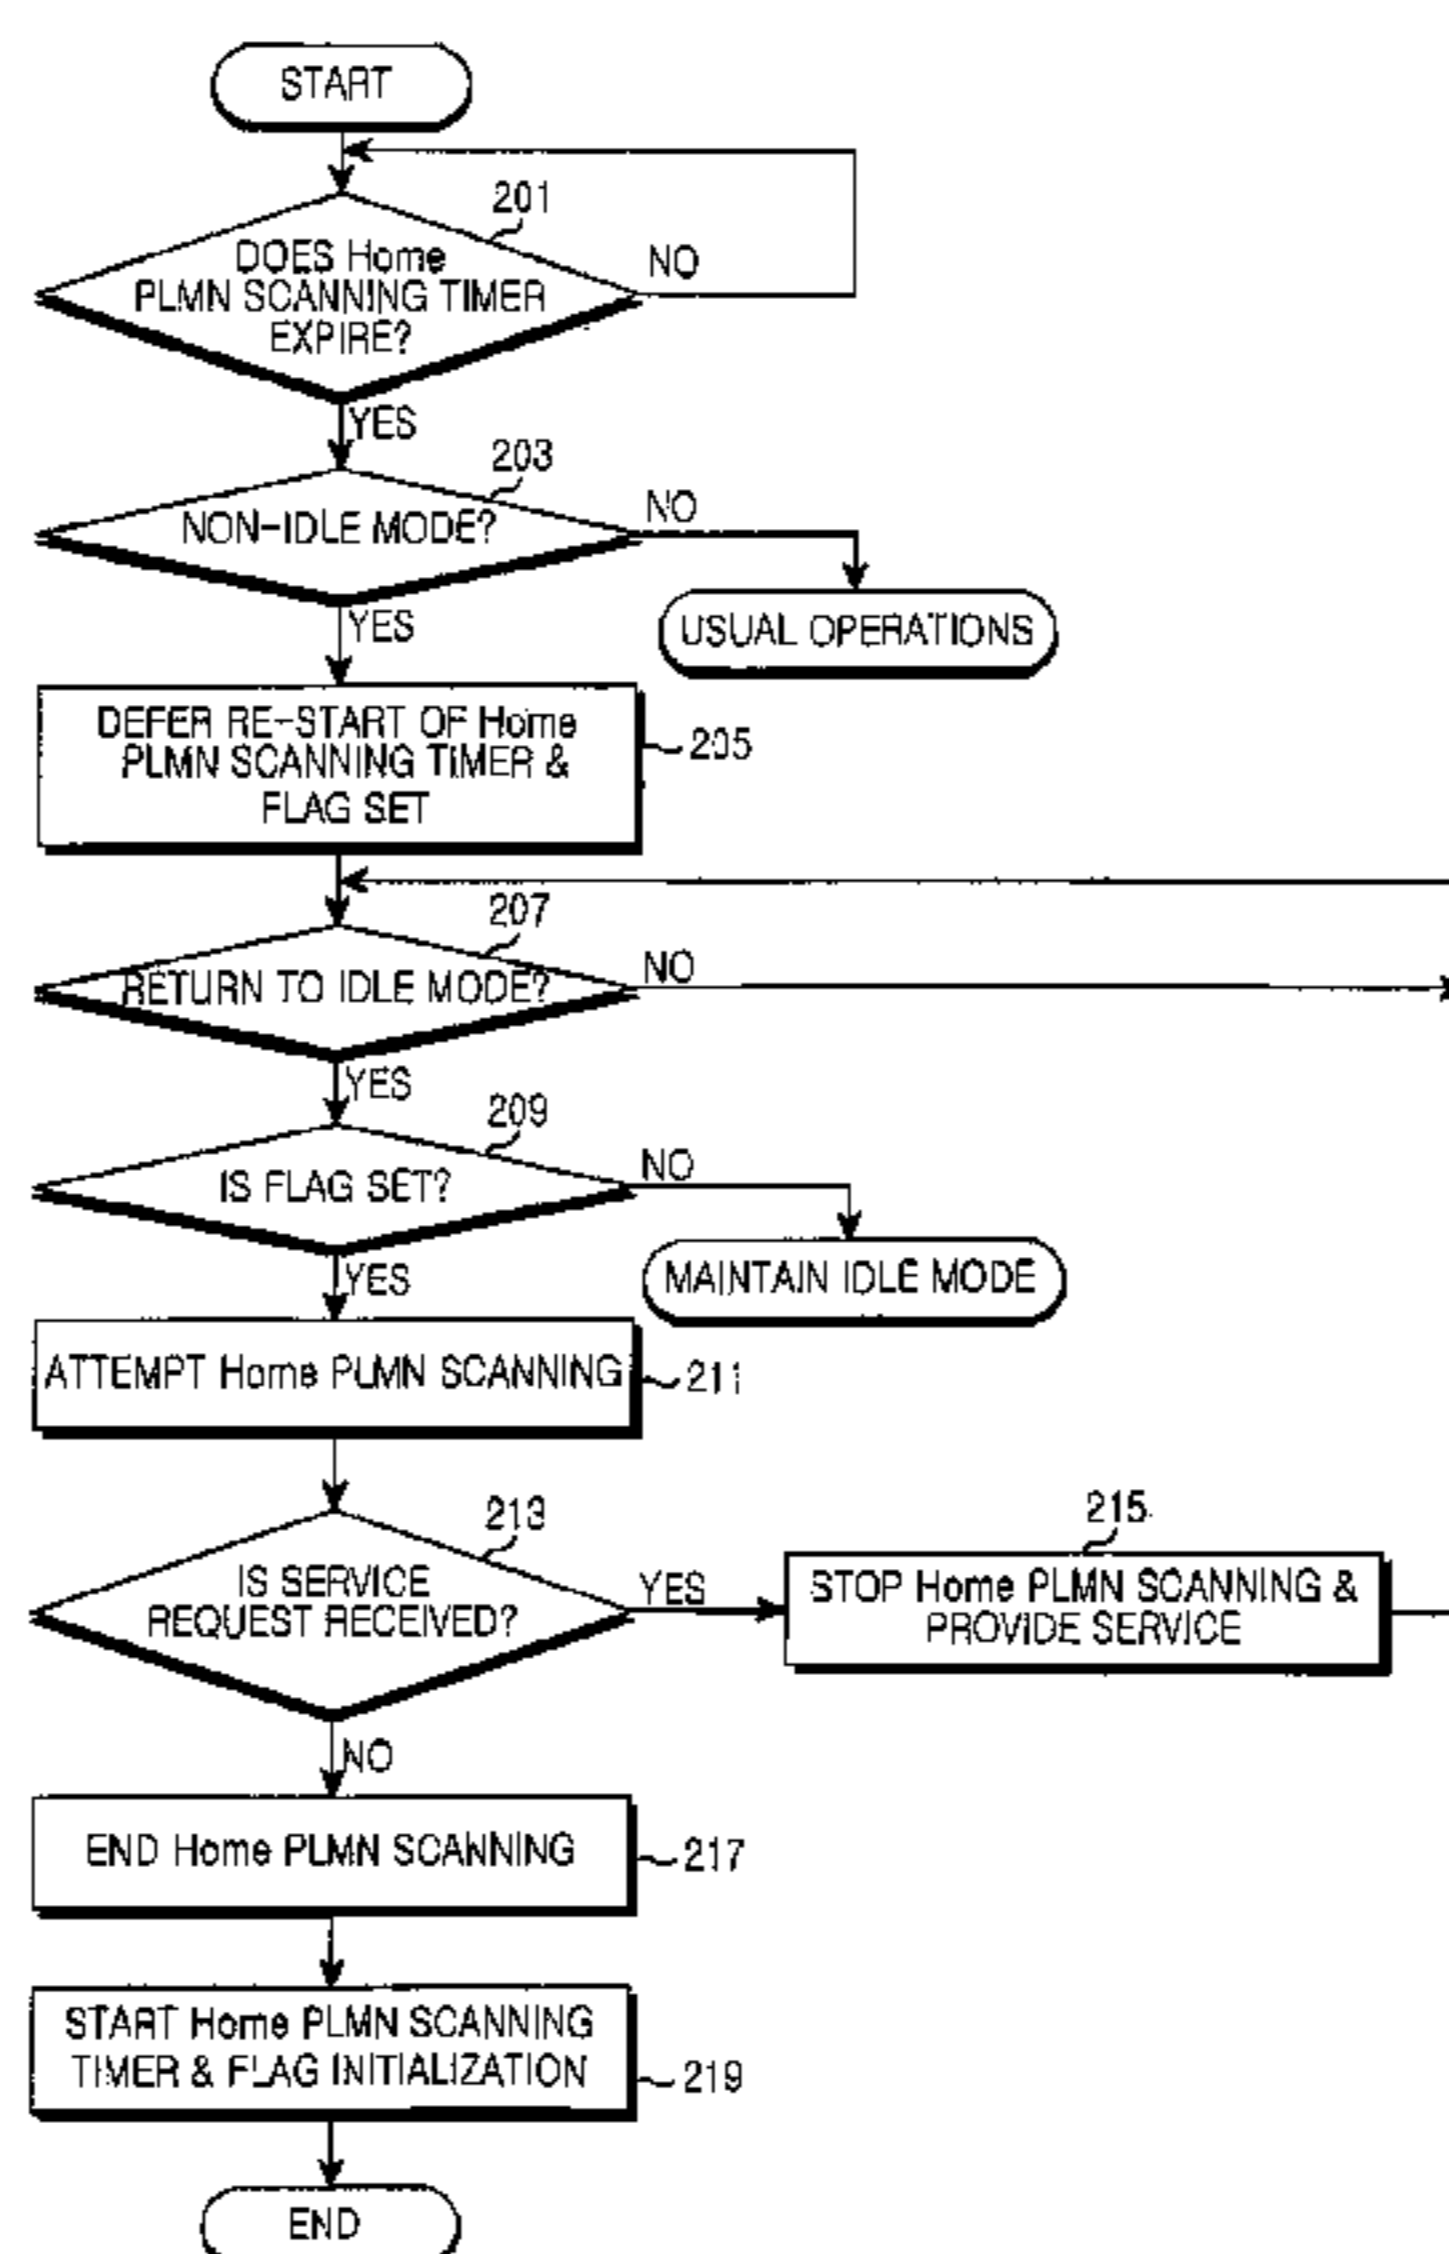 START
201
DOES Home
PLMN SCANNING TIMER
EXPIRE?
NO
YES
203
NON-IDLE MODE?
NO
YES
USUAL OPERATIONS
DEFER RE-START OF Home
PLMN SCANNING TIMER &
FLAG SET
205
207
RETURN TO IDLE MODE?
NO
YES
209
IS FLAG SET?
NO
YES
MAINTAIN IDLE MODE
ATTEMPT Home PLMN SCANNING
211
213
IS SERVICE
REQUEST RECEIVED?
YES
215
STOP Home PLMN SCANNING &
PROVIDE SERVICE
NO
END Home PLMN SCANNING
217
START Home PLMN SCANNING
TIMER & FLAG INITIALIZATION
219
END